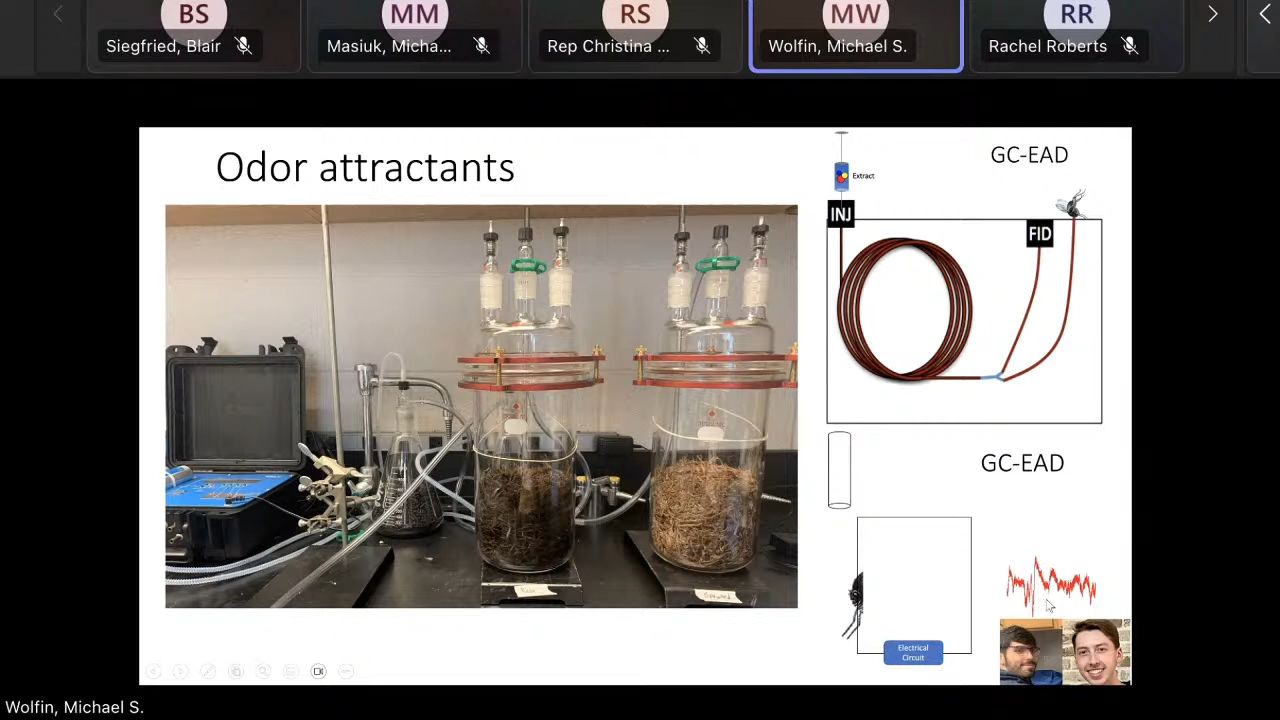 BS
MM
RS
MW
RR
Siegfried, Blair
Masiuk, Micha...
Rep Christina ...
Wolfin, Michael S.
Rachel Roberts
Odor attractants
GC-EAD
Extract
INJ
FID
GC-EAD
Electrical
Circuit
Wolfin, Michael S.